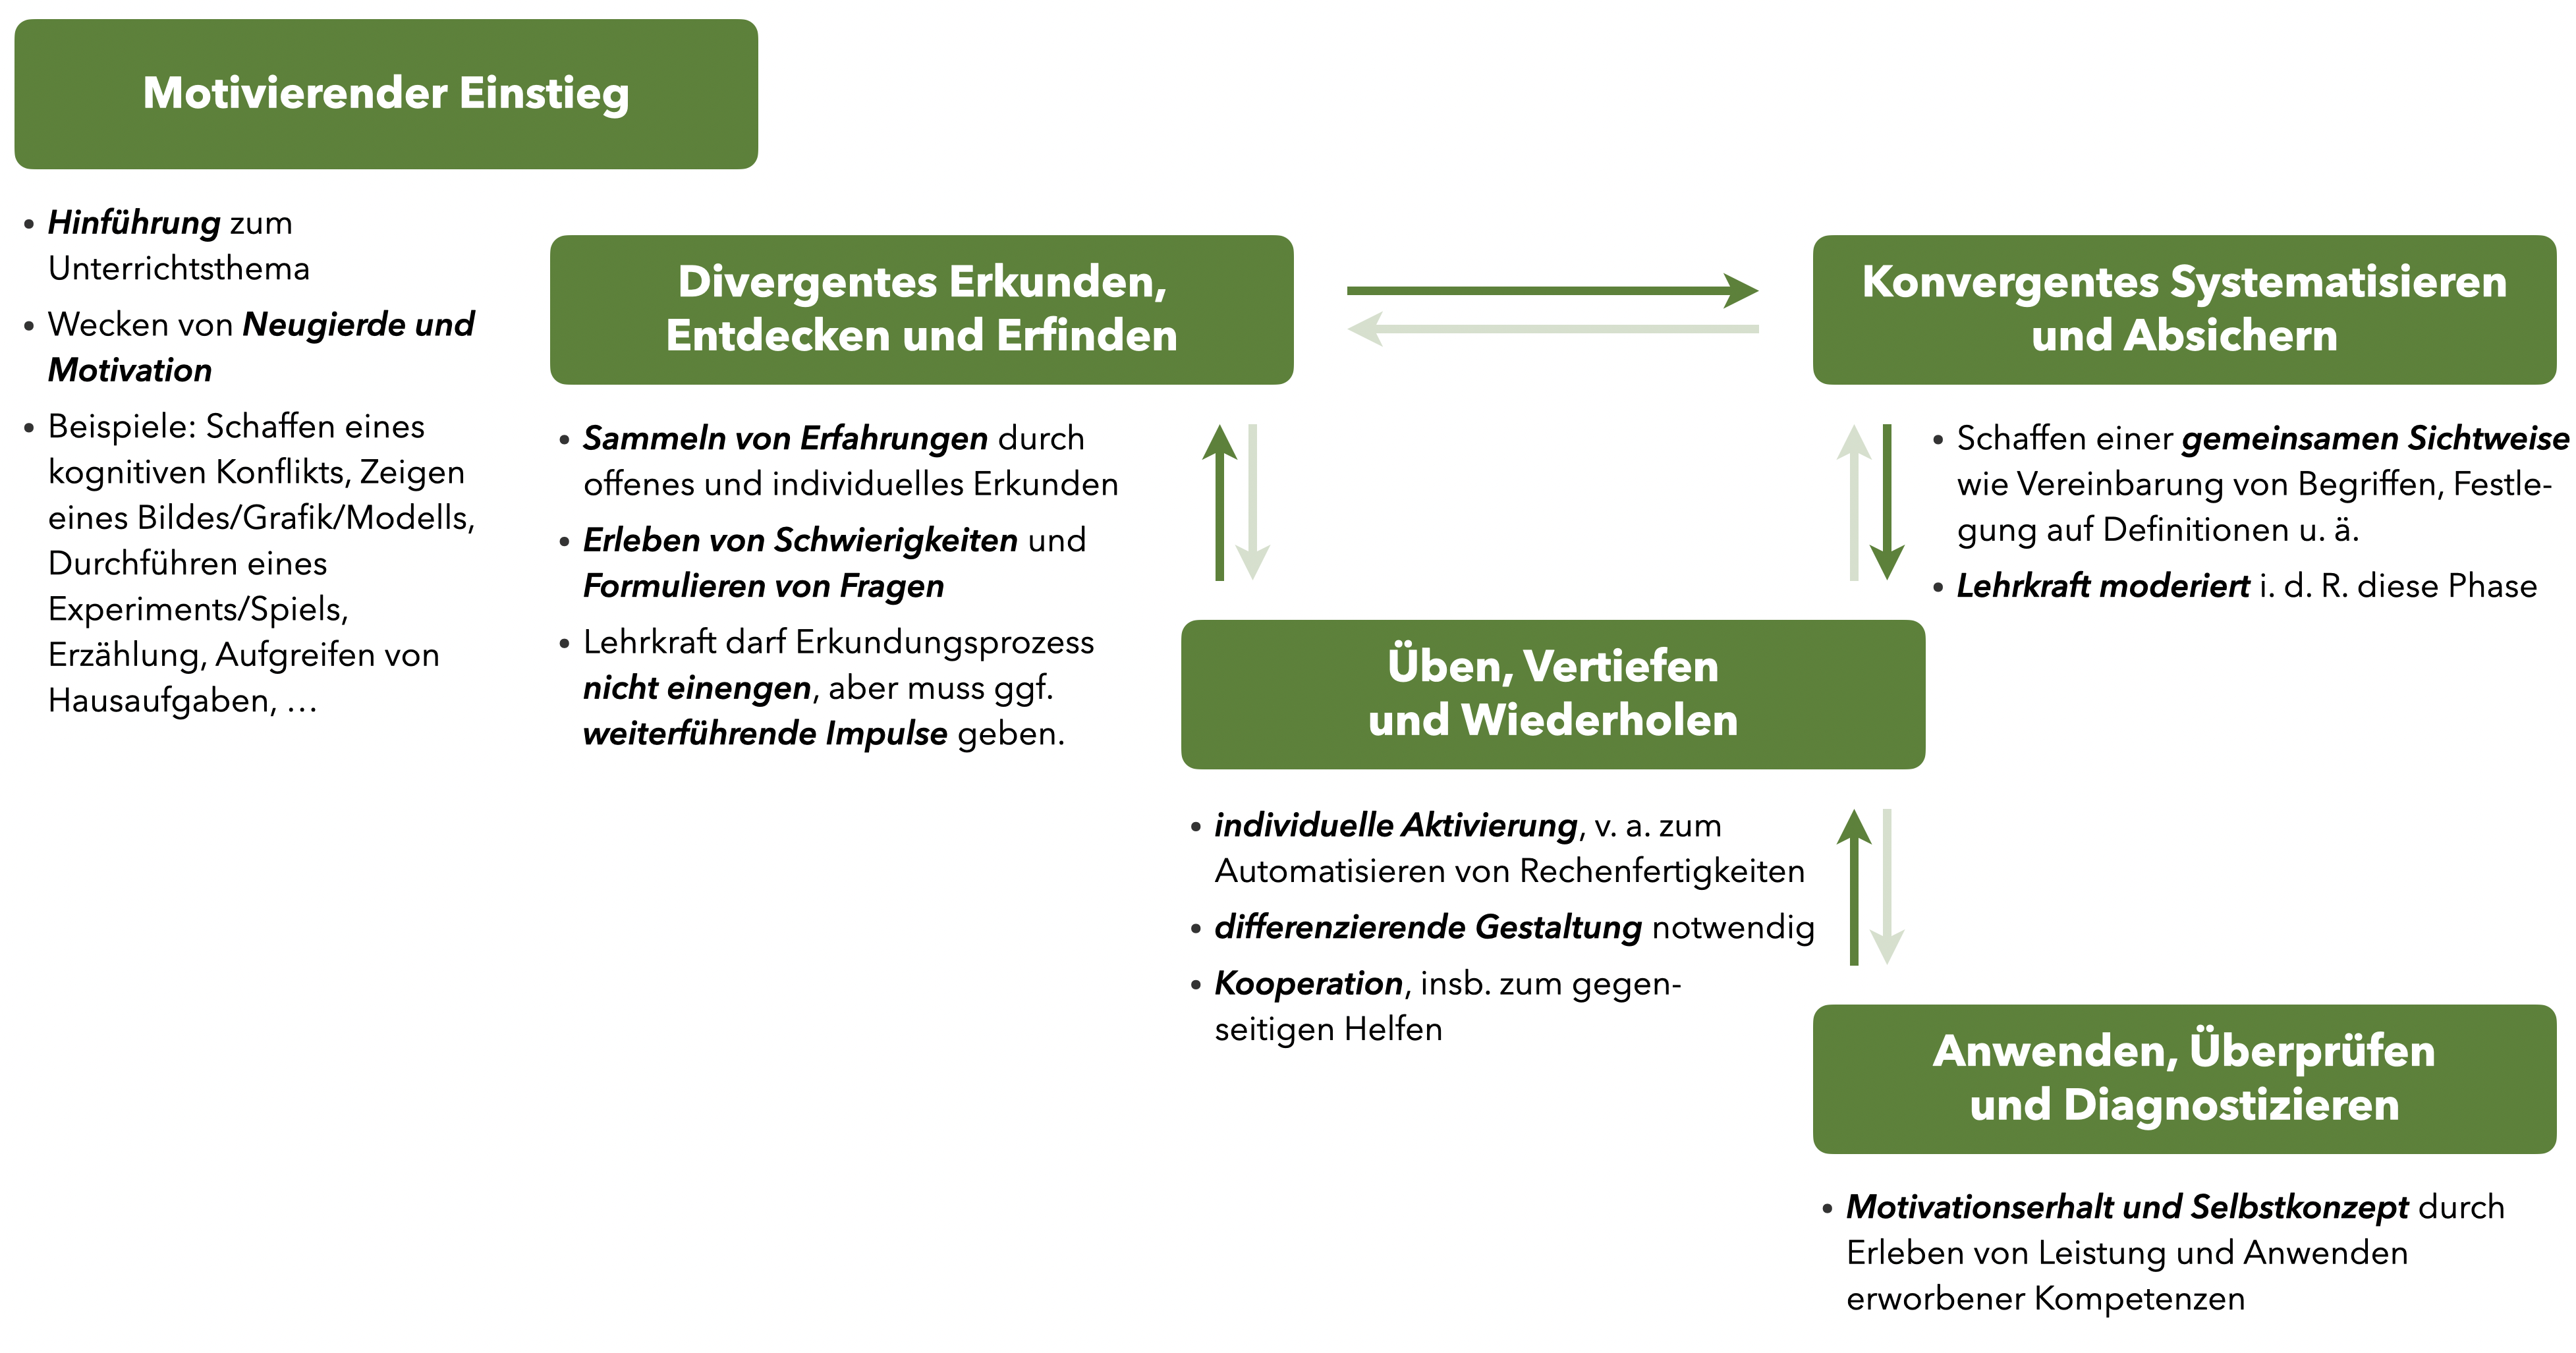 Motivierender Einstieg
• Hinführung zum
Unterrichtsthema
• Wecken von Neugierde und
Motivation
• Beispiele: Schaffen eines
kognitiven Konflikts, Zeigen
eines Bildes/Grafik/Modells,
Durchführen eines
Experiments/Spiels,
Erzählung, Aufgreifen von
Hausaufgaben, …
Divergentes Erkunden,
Entdecken und Erfinden
• Sammeln von Erfahrungen durch
offenes und individuelles Erkunden
• Erleben von Schwierigkeiten und
Formulieren von Fragen
• Lehrkraft darf Erkundungsprozess
nicht einengen, aber muss ggf.
weiterführende Impulse geben.
Konvergentes Systematisieren
und Absichern
• Schaffen einer gemeinsamen Sichtweise
wie Vereinbarung von Begriffen, Festle-
gung auf Definitionen u. ä.
• Lehrkraft moderiert i. d. R. diese Phase
Üben, Vertiefen
und Wiederholen
• individuelle Aktivierung, v. a. zum
Automatisieren von Rechenfertigkeiten
• differenzierende Gestaltung notwendig
• Kooperation, insb. zum gegen-
seitigen Helfen
Anwenden, Überprüfen
und Diagnostizieren
• Motivationserhalt und Selbstkonzept durch
Erleben von Leistung und Anwenden
erworbener Kompetenzen